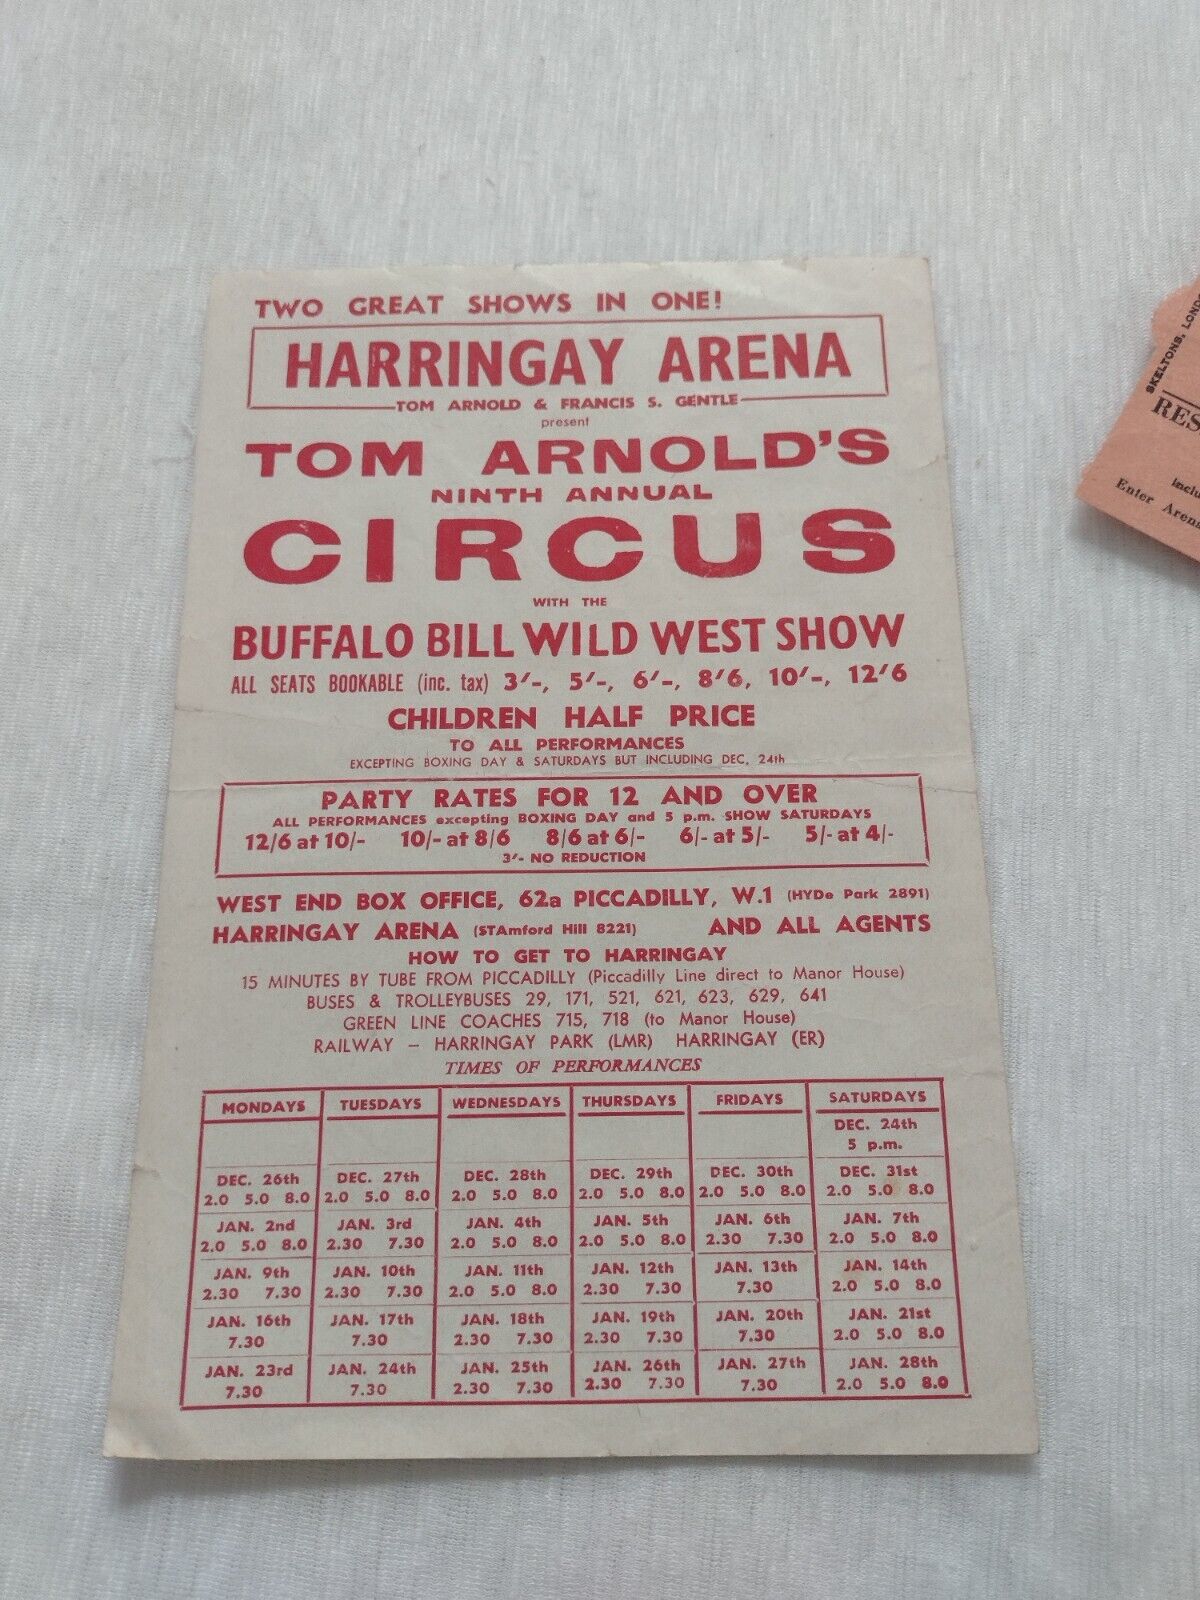 TWO GREAT SHOWS IN ONE!
HARRINGAY ARENA
TOM ARNOLD & FRANCIS S. GENTLE
present
TOM ARNOLD'S
NINTH ANNUAL
CIRCUS
WITH THE
BUFFALO BILL WILD WEST SHOW
ALL SEATS BOOKABLE (inc. tax) 3/-, 5/-, 6/-, 8/6, 10/-, 12/6
CHILDREN HALF PRICE
TO ALL PERFORMANCES
EXCEPTING BOXING DAY & SATURDAYS BUT INCLUDING DEC. 24th
PARTY RATES FOR 12 AND OVER
ALL PERFORMANCES excepting BOXING DAY and 5 p.m. SHOW SATURDAYS
12/6 at 10/- 10/- at 8/6 8/6 at 6/- 6/- at 5/- 5/- at 4/-
3/- NO REDUCTION
WEST END BOX OFFICE, 62a PICCADILLY, W.1 (HYDe Park 2891)
HARRINGAY ARENA (STAmford Hill 8221) AND ALL AGENTS
HOW TO GET TO HARRINGAY
15 MINUTES BY TUBE FROM PICCADILLY (Piccadilly Line direct to Manor House)
BUSES & TROLLEYBUSES 29, 171, 521, 621, 623, 629, 641
GREEN LINE COACHES 715, 718 (to Manor House)
RAILWAY – HARRINGAY PARK (LMR) HARRINGAY (ER)
TIMES OF PERFORMANCES
MONDAYS TUESDAYS WEDNESDAYS THURSDAYS FRIDAYS SATURDAYS
DEC. 24th
5 p.m.
DEC. 26th DEC. 27th DEC. 28th DEC. 29th DEC. 30th DEC. 31st
2.0 5.0 8.0 2.0 5.0 8.0 2.0 5.0 8.0 2.0 5.0 8.0 2.0 5.0 8.0 2.0 5.0 8.0
JAN. 2nd JAN. 3rd JAN. 4th JAN. 5th JAN. 6th JAN. 7th
2.0 5.0 8.0 2.30 7.30 2.0 5.0 8.0 2.0 5.0 8.0 2.30 7.30 2.0 5.0 8.0
JAN. 9th JAN. 10th JAN. 11th JAN. 12th JAN. 13th JAN. 14th
2.30 7.30 2.30 7.30 2.0 5.0 8.0 2.30 7.30 7.30 2.0 5.0 8.0
JAN. 16th JAN. 17th JAN. 18th JAN. 19th JAN. 20th JAN. 21st
7.30 7.30 2.30 7.30 2.30 7.30 7.30 2.0 5.0 8.0
JAN. 23rd JAN. 24th JAN. 25th JAN. 26th JAN. 27th JAN. 28th
7.30 7.30 2.30 7.30 2.30 7.30 7.30 2.0 5.0 8.0
SKELTONS, LOND
RES
Inclu
Enter Arena